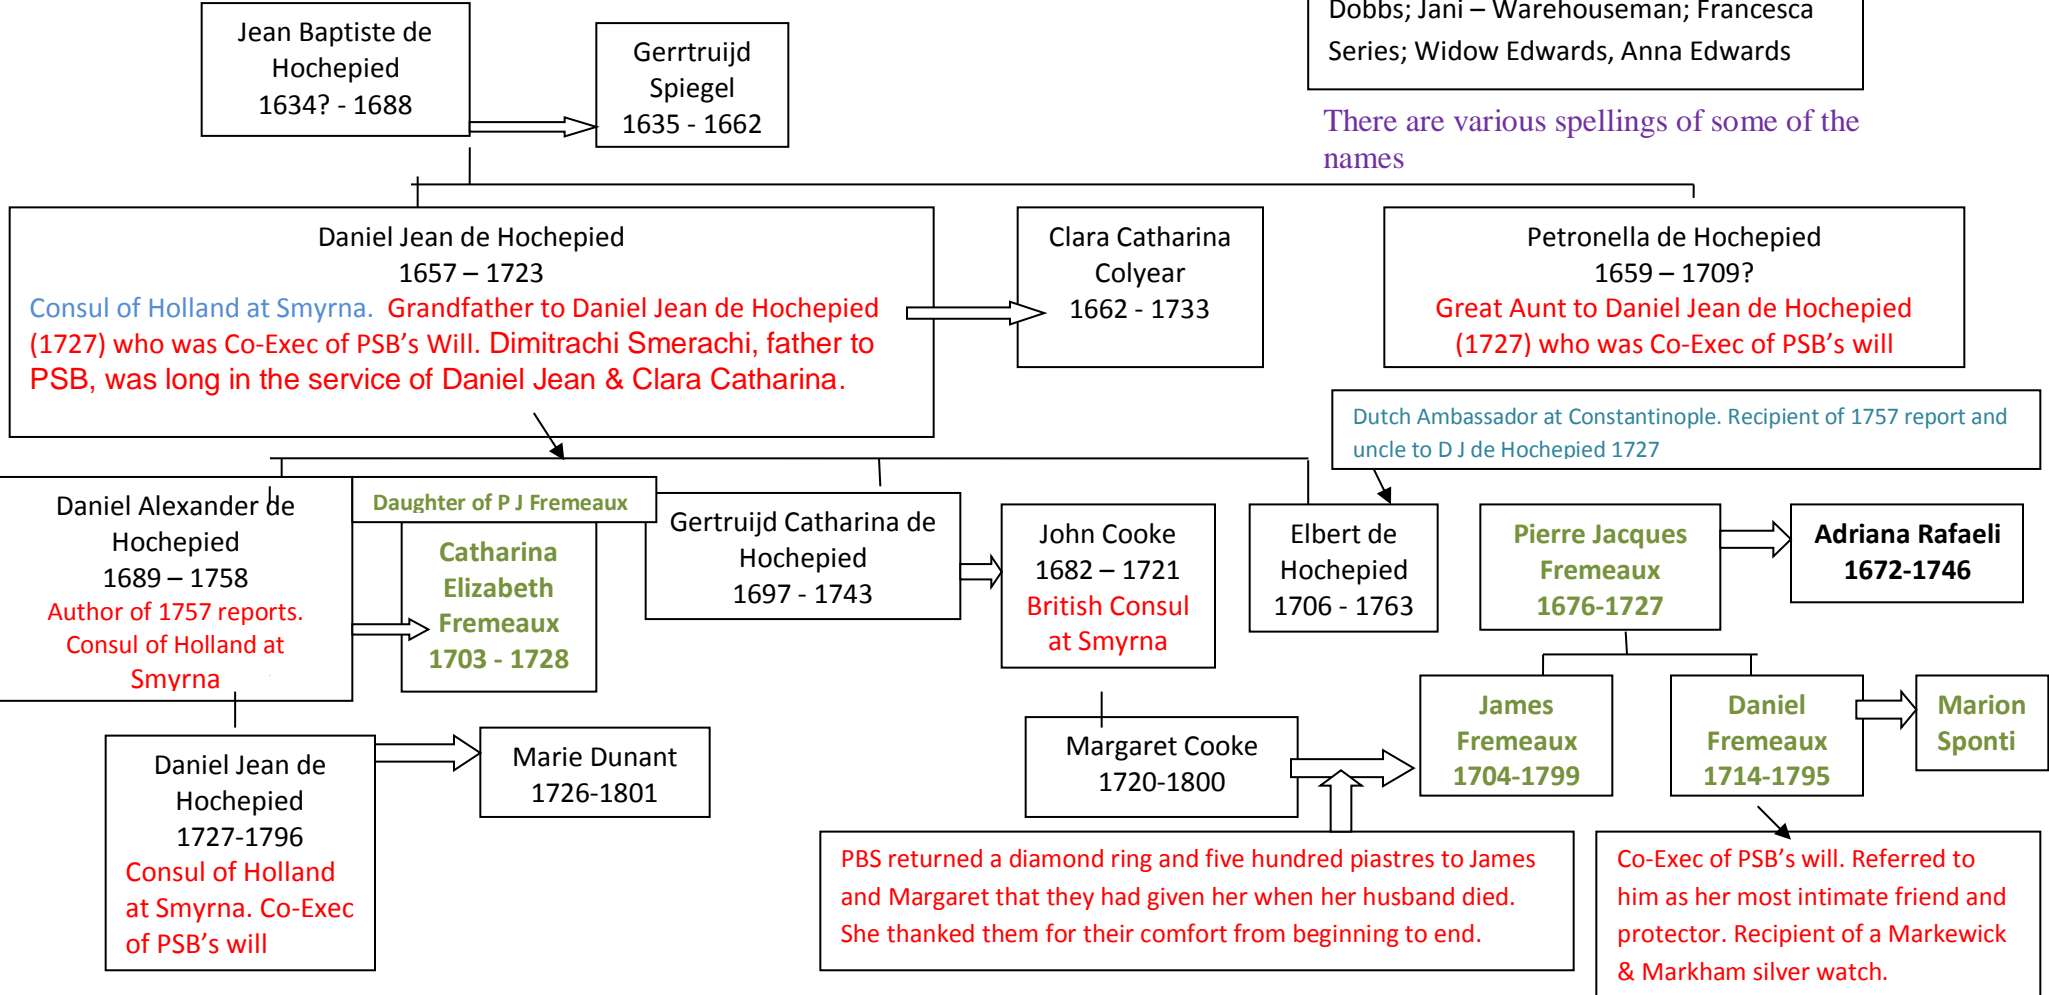 Jean Baptiste de
Hochepied
1634? - 1688
Gerrtruijd
Spiegel
1635 - 1662
Dobbs; Jani – Warehouseman; Francesca
Series; Widow Edwards, Anna Edwards
There are various spellings of some of the
names
Daniel Jean de Hochepied
1657 – 1723
Consul of Holland at Smyrna. Grandfather to Daniel Jean de Hochepied
(1727) who was Co-Exec of PSB’s Will. Dimitrachi Smerachi, father to
PSB, was long in the service of Daniel Jean & Clara Catharina.
Clara Catharina
Colyear
1662 - 1733
Petronella de Hochepied
1659 – 1709?
Great Aunt to Daniel Jean de Hochepied
(1727) who was Co-Exec of PSB’s will
Dutch Ambassador at Constantinople. Recipient of 1757 report and
uncle to D J de Hochepied 1727
Daniel Alexander de
Hochepied
1689 – 1758
Author of 1757 reports.
Consul of Holland at
Smyrna
Daughter of P J Fremeaux
Catharina
Elizabeth
Fremeaux
1703 - 1728
Gertruijd Catharina de
Hochepied
1697 - 1743
John Cooke
1682 – 1721
British Consul
at Smyrna
Elbert de
Hochepied
1706 - 1763
Pierre Jacques
Fremeaux
1676-1727
Adriana Rafaeli
1672-1746
Daniel Jean de
Hochepied
1727-1796
Consul of Holland
at Smyrna. Co-Exec
of PSB’s will
Marie Dunant
1726-1801
Margaret Cooke
1720-1800
James
Fremeaux
1704-1799
Daniel
Fremeaux
1714-1795
Marion
Sponti
PBS returned a diamond ring and five hundred piastres to James
and Margaret that they had given her when her husband died.
She thanked them for their comfort from beginning to end.
Co-Exec of PSB’s will. Referred to
him as her most intimate friend and
protector. Recipient of a Markewick
& Markham silver watch.